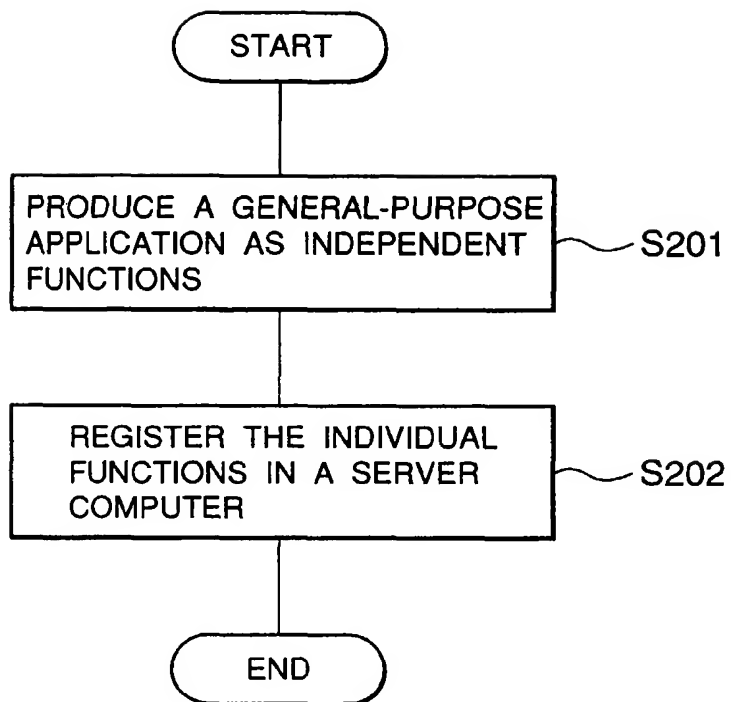 START
PRODUCE A GENERAL-PURPOSE
APPLICATION AS INDEPENDENT
FUNCTIONS
S201
REGISTER THE INDIVIDUAL
FUNCTIONS IN A SERVER
COMPUTER
S202
END